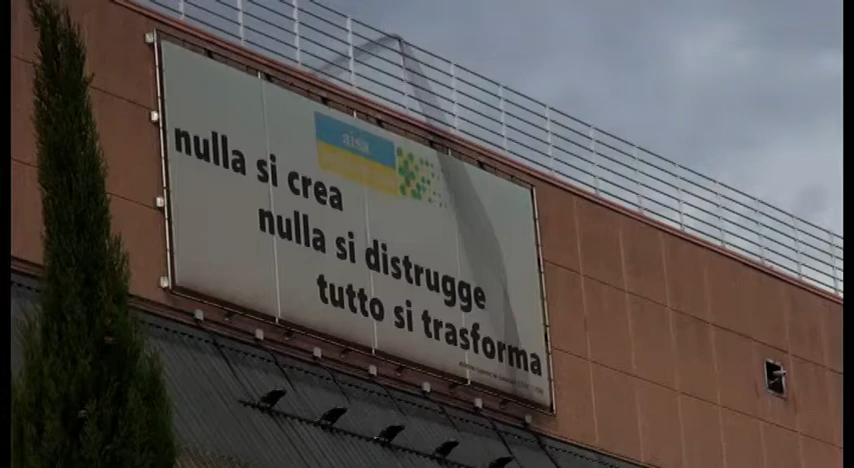 aisa
nulla si crea
nulla si distrugge
tutto si trasforma